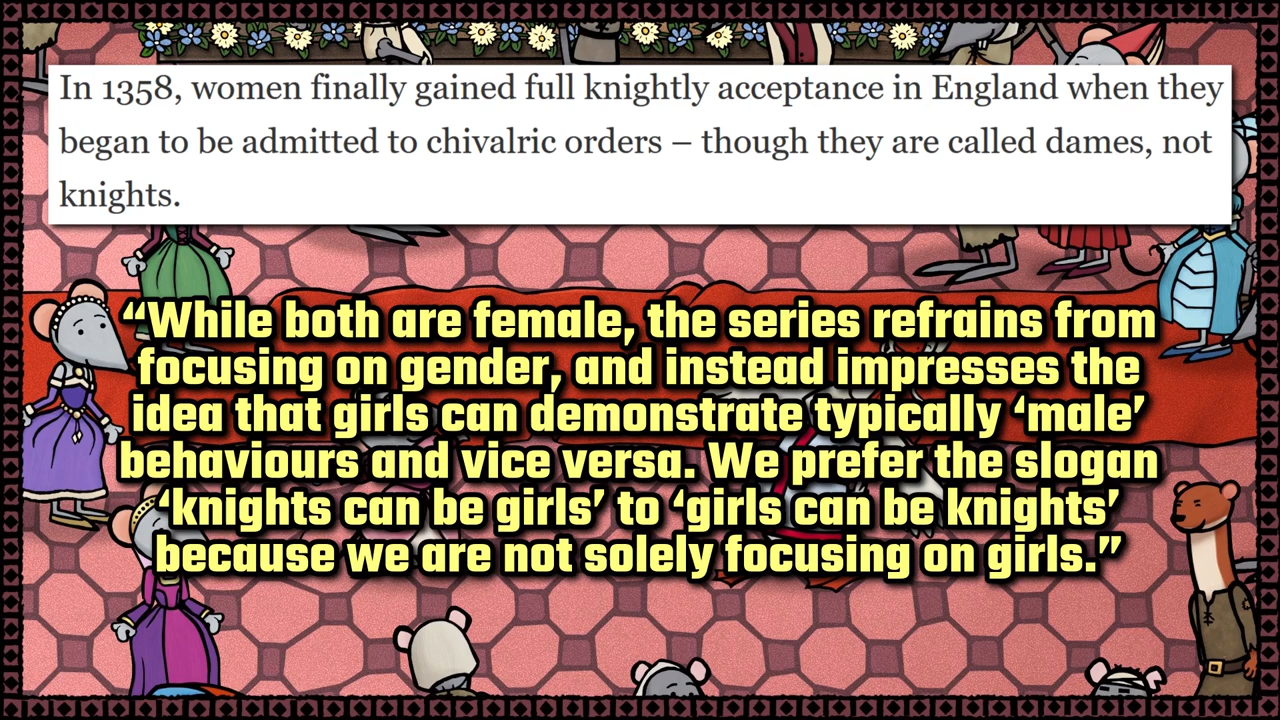 In 1358, women finally gained full knightly acceptance in England when they
began to be admitted to chivalric orders – though they are called dames, not
knights.
“While both are female, the series refrains from
focusing on gender, and instead impresses the
idea that girls can demonstrate typically ‘male’
behaviours and vice versa. We prefer the slogan
‘knights can be girls’ to ‘girls can be knights’
because we are not solely focusing on girls.”